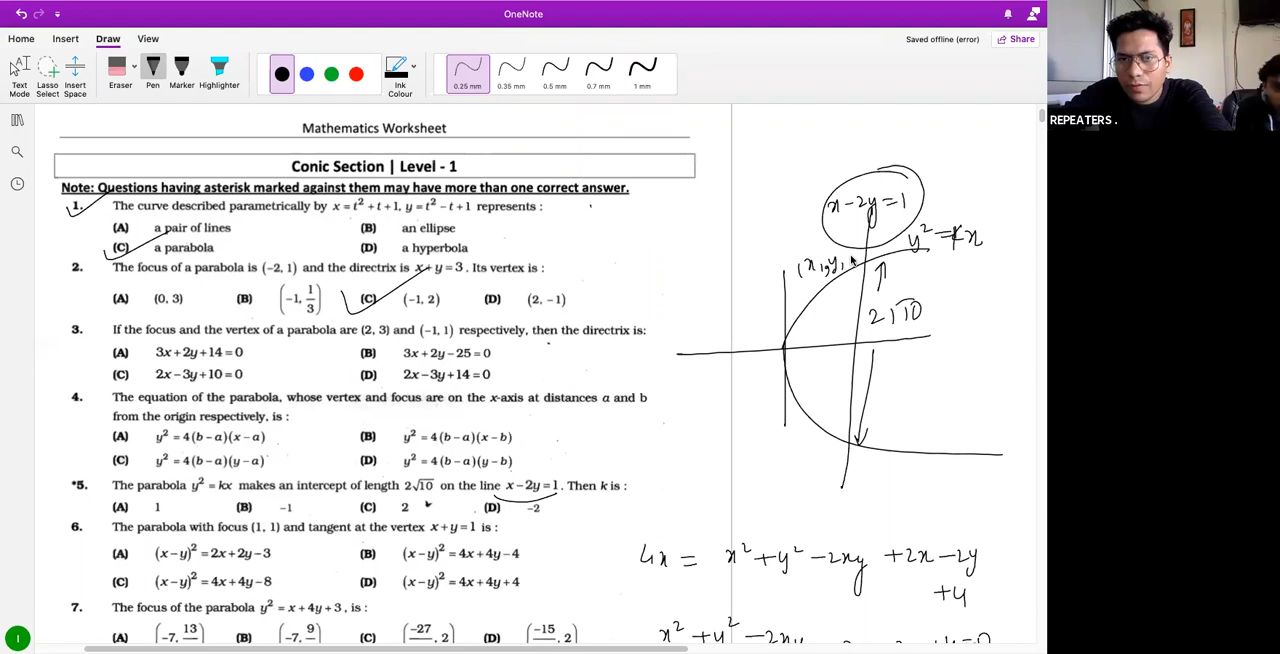 OneNote
Home Insert Draw View
Saved offline (error) Share
Text Mode Lasso Select Insert Space Eraser Pen Marker Highlighter Ink Colour 0.25 mm 0.35 mm 0.5 mm 0.7 mm 1 mm
REPEATERS .
Mathematics Worksheet
Conic Section | Level - 1
Note: Questions having asterisk marked against them may have more than one correct answer.
1. The curve described parametrically by x = t² + t + 1, y = t² − t + 1 represents :
(A) a pair of lines (B) an ellipse
(C) a parabola (D) a hyperbola
2. The focus of a parabola is (−2, 1) and the directrix is x + y = 3. Its vertex is :
(A) (0, 3) (B) (−1, 1/3) (C) (−1, 2) (D) (2, −1)
3. If the focus and the vertex of a parabola are (2, 3) and (−1, 1) respectively, then the directrix is:
(A) 3x + 2y + 14 = 0 (B) 3x + 2y − 25 = 0
(C) 2x − 3y + 10 = 0 (D) 2x − 3y + 14 = 0
4. The equation of the parabola, whose vertex and focus are on the x-axis at distances a and b
from the origin respectively, is :
(A) y² = 4(b − a)(x − a) (B) y² = 4(b − a)(x − b)
(C) y² = 4(b − a)(y − a) (D) y² = 4(b − a)(y − b)
*5. The parabola y² = kx makes an intercept of length 2√10 on the line x − 2y = 1. Then k is :
(A) 1 (B) −1 (C) 2 (D) −2
6. The parabola with focus (1, 1) and tangent at the vertex x + y = 1 is :
(A) (x − y)² = 2x + 2y − 3 (B) (x − y)² = 4x + 4y − 4
(C) (x − y)² = 4x + 4y − 8 (D) (x − y)² = 4x + 4y + 4
7. The focus of the parabola y² = x + 4y + 3, is :
(A) (−7, 13 (B) (−7, 9 (C) (−27, 2) (D) (−15, 2)
x − 2y = 1
y² = kx
(x₁, y₁
2√10
4x = x² + y² − 2xy + 2x − 2y
+4
x² + y² − 2xy
I